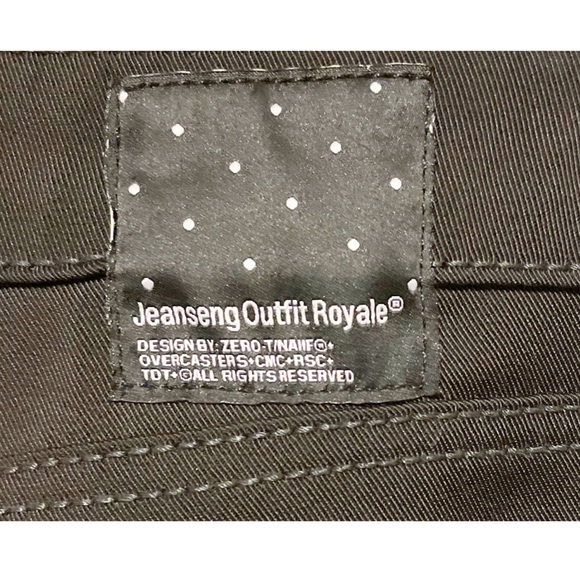 Jeanseng Outfit Royale®
DESIGN BY: ZERO-T/NAIIF®+
OVERCASTERS+CMC+RSC+
TDT+©ALL RIGHTS RESERVED